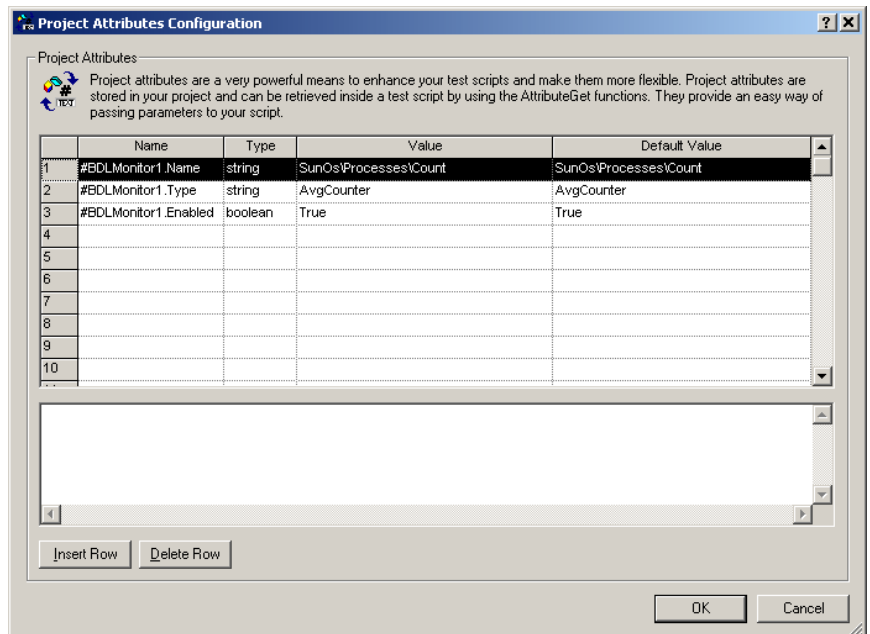 Project Attributes Configuration
Project Attributes
Project attributes are a very powerful means to enhance your test scripts and make them more flexible. Project attributes are
stored in your project and can be retrieved inside a test script by using the AttributeGet functions. They provide an easy way of
passing parameters to your script.
# TEXT
Name Type Value Default Value
1 #BDLMonitor1.Name string SunOs\Processes\Count SunOs\Processes\Count
2 #BDLMonitor1.Type string AvgCounter AvgCounter
3 #BDLMonitor1.Enabled boolean True True
4
5
6
7
8
9
10
Insert Row Delete Row
OK Cancel